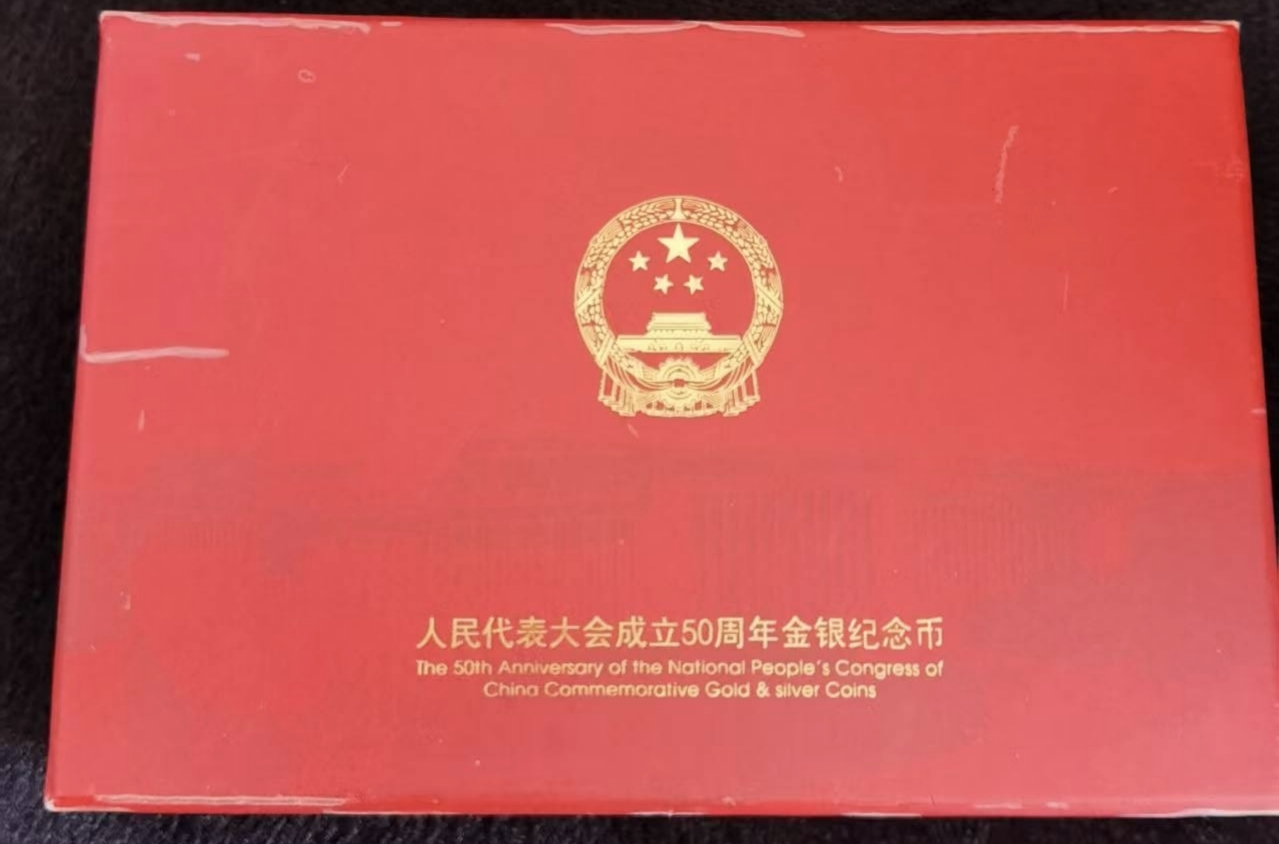 人民代表大会成立50周年金银纪念币
The 50th Anniversary of the National People's Congress of
China Commemorative Gold & silver Coins